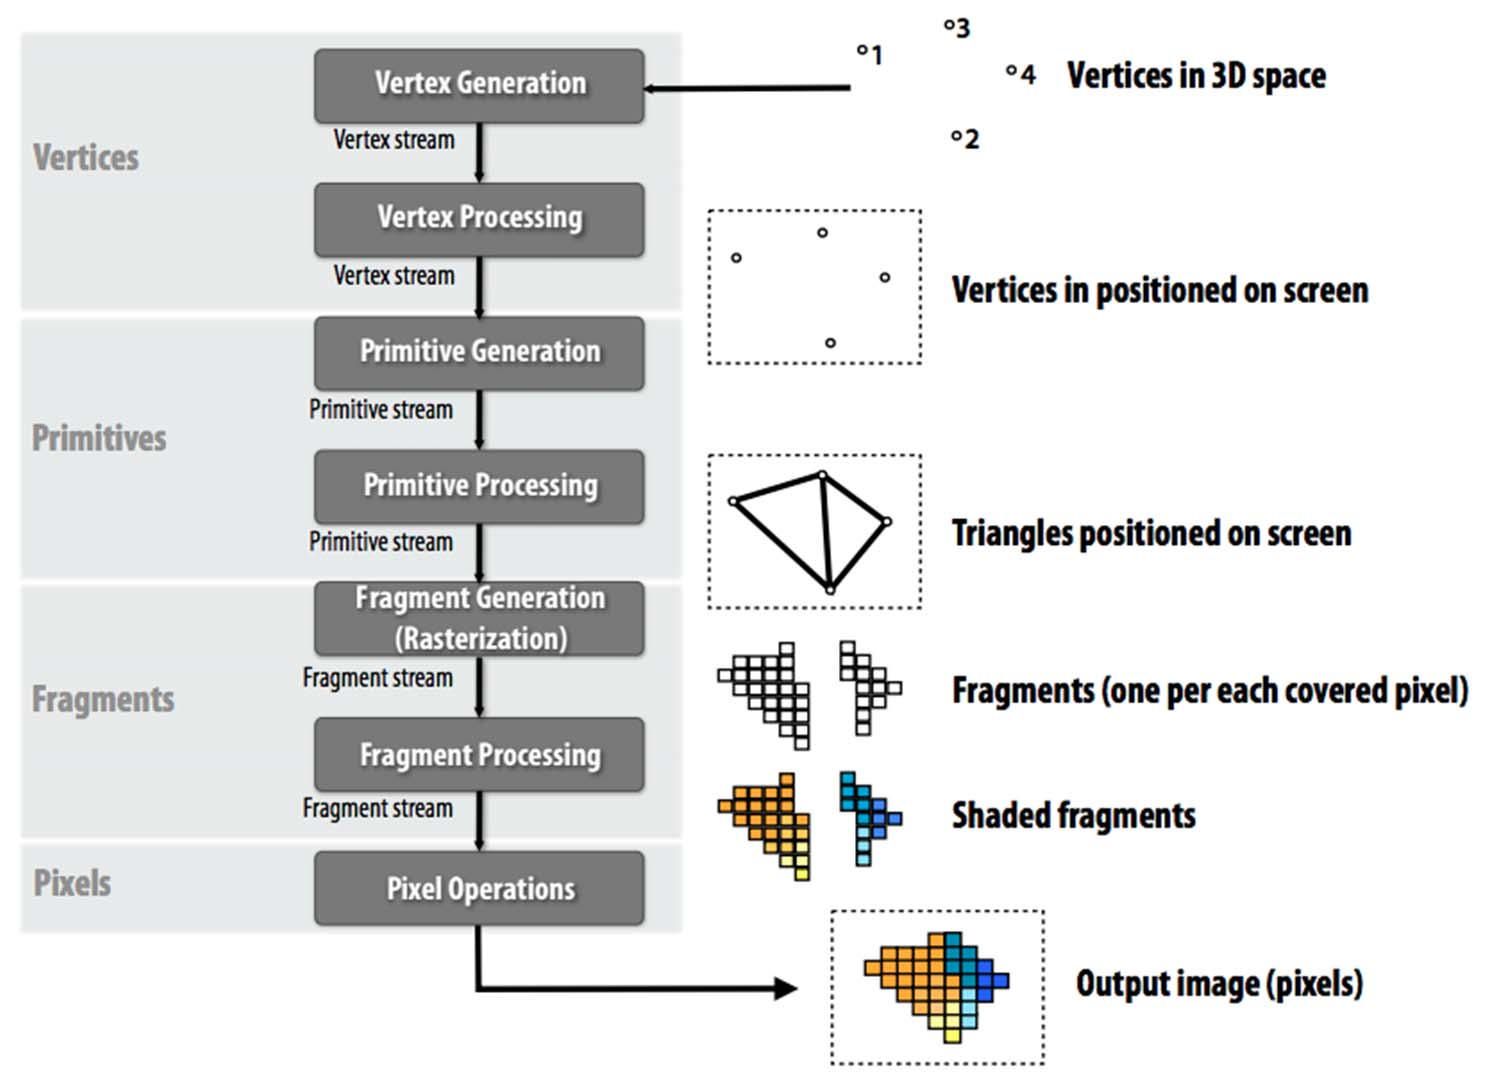 Vertices
Vertex Generation
Vertex stream
Vertex Processing
Vertex stream
1
3
4
2
Vertices in 3D space
Vertices in positioned on screen
Primitives
Primitive Generation
Primitive stream
Primitive Processing
Primitive stream
Triangles positioned on screen
Fragments
Fragment Generation
(Rasterization)
Fragment stream
Fragment Processing
Fragment stream
Fragments (one per each covered pixel)
Shaded fragments
Pixels
Pixel Operations
Output image (pixels)